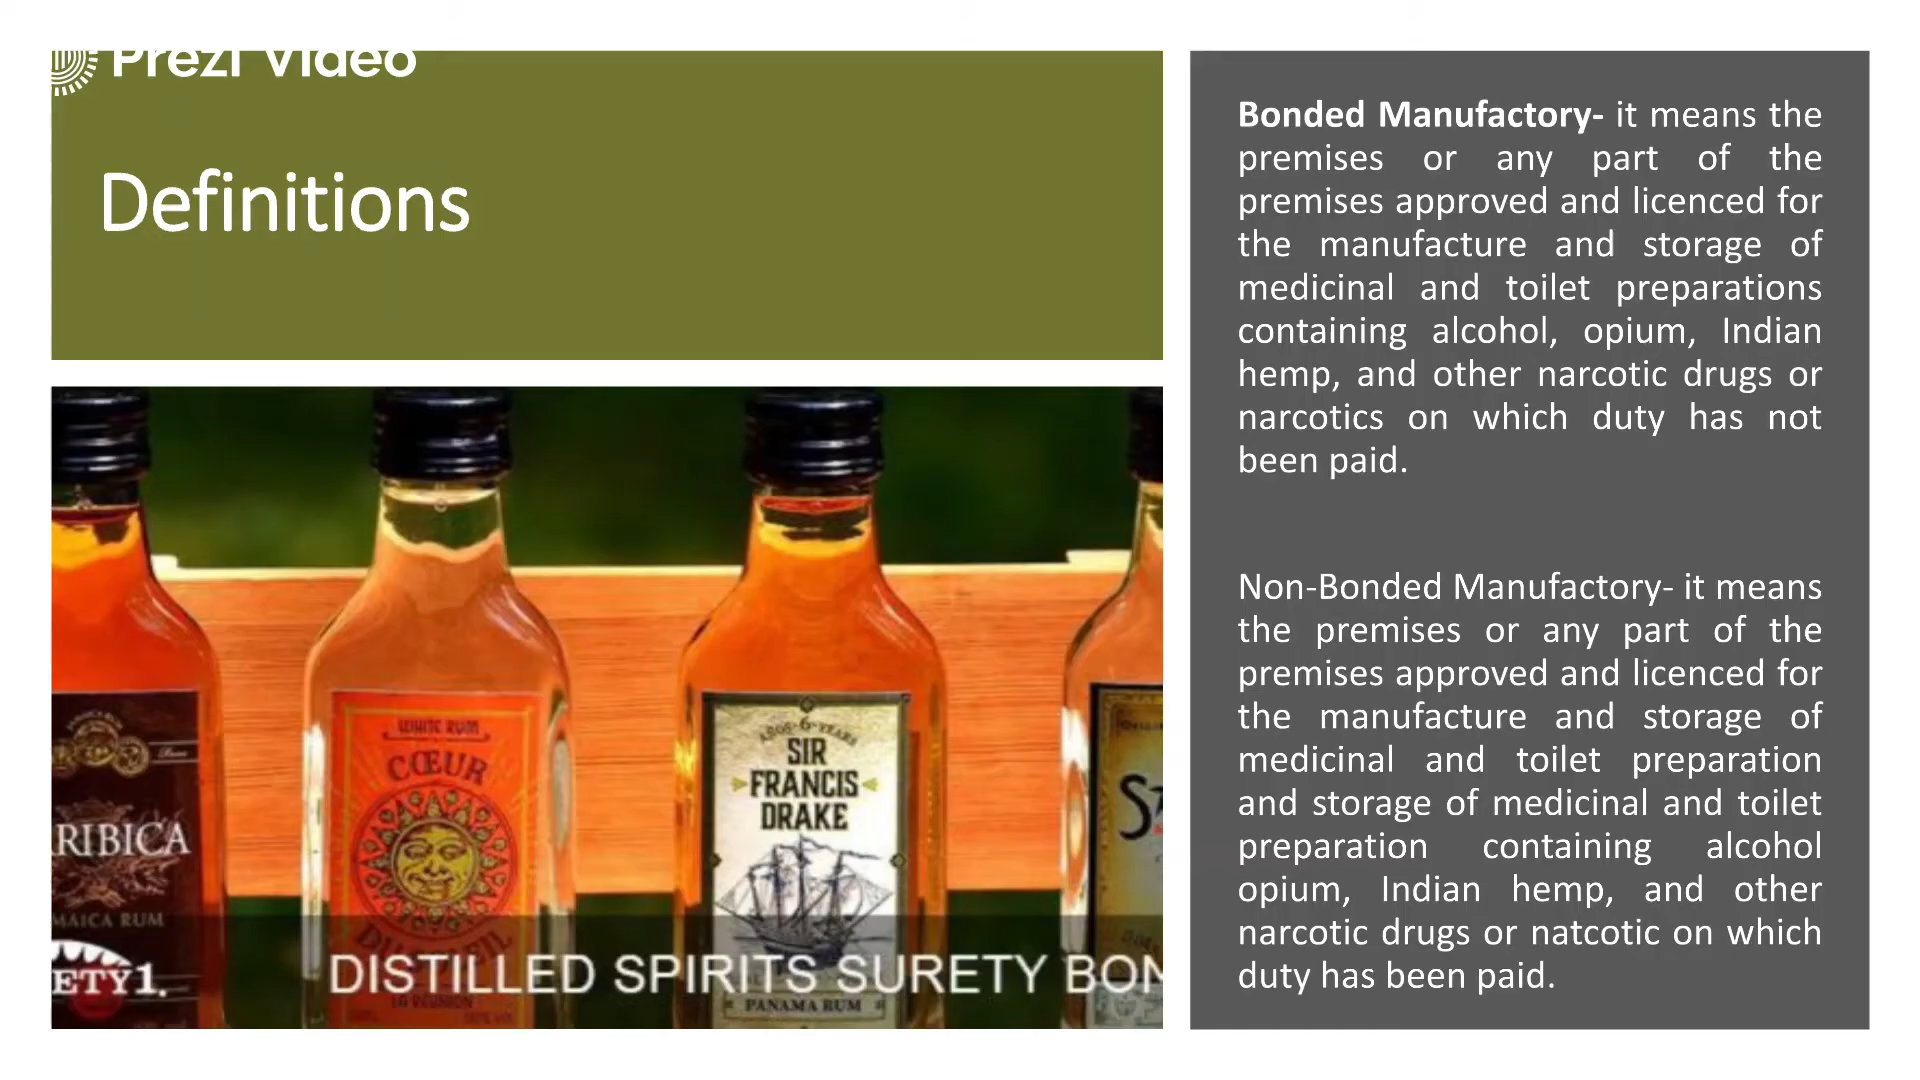 Prezi Video
Definitions
Bonded Manufactory- it means the
premises or any part of the
premises approved and licenced for
the manufacture and storage of
medicinal and toilet preparations
containing alcohol, opium, Indian
hemp, and other narcotic drugs or
narcotics on which duty has not
been paid.
Non-Bonded Manufactory- it means
the premises or any part of the
premises approved and licenced for
the manufacture and storage of
medicinal and toilet preparation
and storage of medicinal and toilet
preparation containing alcohol
opium, Indian hemp, and other
narcotic drugs or natcotic on which
duty has been paid.
RIBICA
MAICA RUM
WHITE RUM
CŒUR
6 YEARS
SIR
FRANCIS
DRAKE
PANAMA RUM
ETY1.
DISTILLED SPIRITS SURETY BON